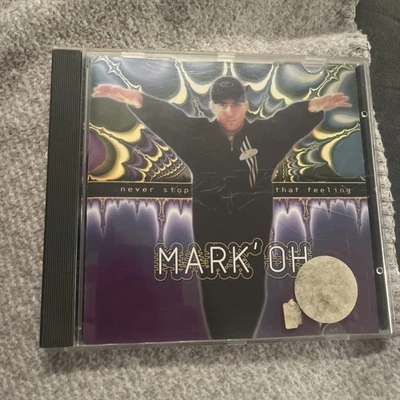 never stop that feeling
MARK'OH